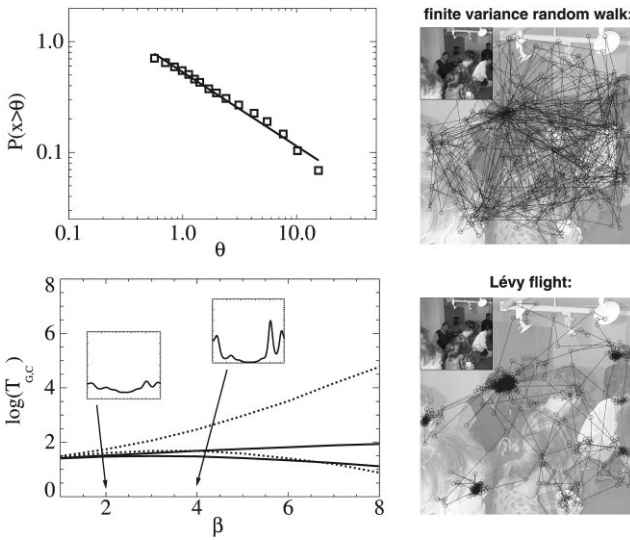 1.0
0.1
P(x>θ)
0.1 1.0 10.0
θ
finite variance random walk:
8
6
4
2
0
log(T_G,C)
2 4 6 8
β
Lévy flight: